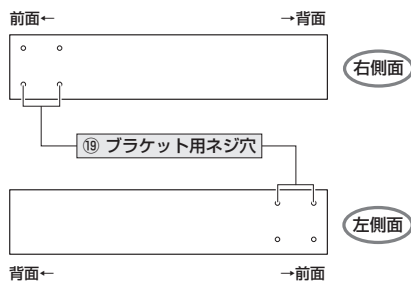 前面← →背面
右側面
⑲ ブラケット用ネジ穴
左側面
背面← →前面